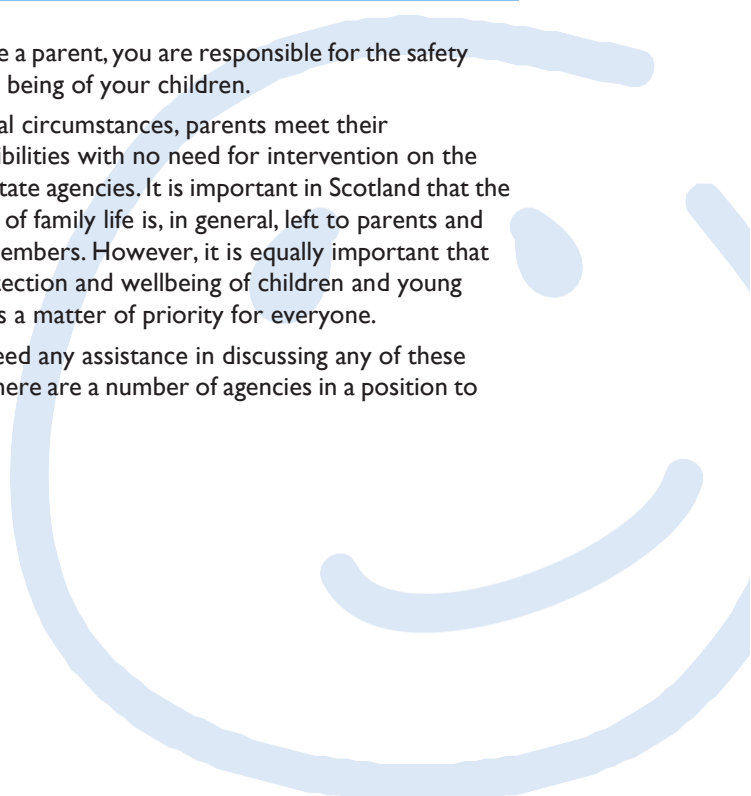 e a parent, you are responsible for the safety
being of your children.
al circumstances, parents meet their
ibilities with no need for intervention on the
tate agencies. It is important in Scotland that the
of family life is, in general, left to parents and
embers. However, it is equally important that
tection and wellbeing of children and young
s a matter of priority for everyone.
eed any assistance in discussing any of these
here are a number of agencies in a position to